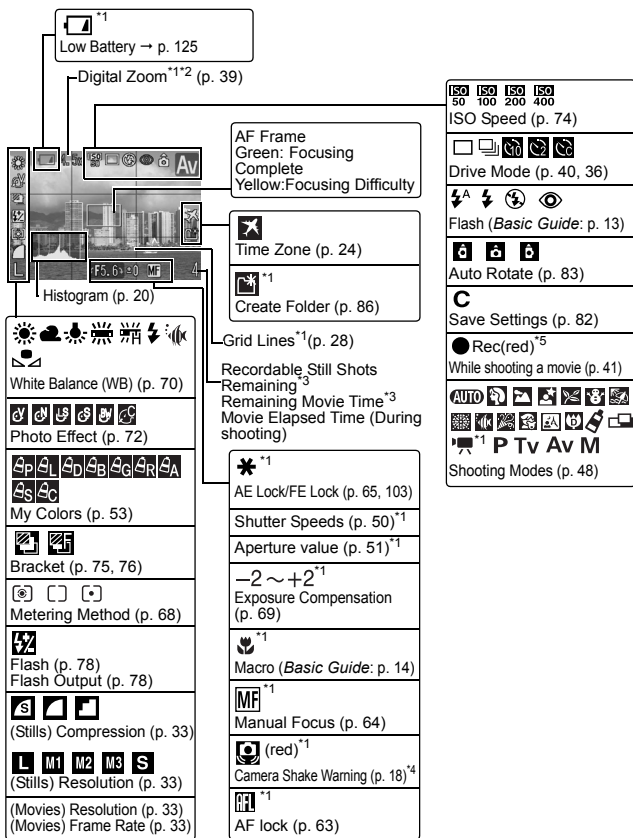 *1
Low Battery → p. 125
Digital Zoom*1*2 (p. 39)
Av
F5.6 ±0 MF 4
L
AF Frame
Green: Focusing
Complete
Yellow:Focusing Difficulty
Time Zone (p. 24)
*1
Create Folder (p. 86)
Histogram (p. 20)
Grid Lines*1(p. 28)
Recordable Still Shots
Remaining*3
Remaining Movie Time*3
Movie Elapsed Time (During
shooting)
White Balance (WB) (p. 70)
Photo Effect (p. 72)
My Colors (p. 53)
Bracket (p. 75, 76)
Metering Method (p. 68)
Flash (p. 78)
Flash Output (p. 78)
S
(Stills) Compression (p. 33)
L M1 M2 M3 S
(Stills) Resolution (p. 33)
(Movies) Resolution (p. 33)
(Movies) Frame Rate (p. 33)
*1
AE Lock/FE Lock (p. 65, 103)
Shutter Speeds (p. 50)*1
Aperture value (p. 51)*1
−2～+2*1
Exposure Compensation
(p. 69)
*1
Macro (Basic Guide: p. 14)
MF *1
Manual Focus (p. 64)
(red)*1
Camera Shake Warning (p. 18)*4
AFL *1
AF lock (p. 63)
ISO ISO ISO ISO
50 100 200 400
ISO Speed (p. 74)
Drive Mode (p. 40, 36)
A
Flash (Basic Guide: p. 13)
Auto Rotate (p. 83)
C
Save Settings (p. 82)
Rec(red)*5
While shooting a movie (p. 41)
AUTO
*1 P Tv Av M
Shooting Modes (p. 48)